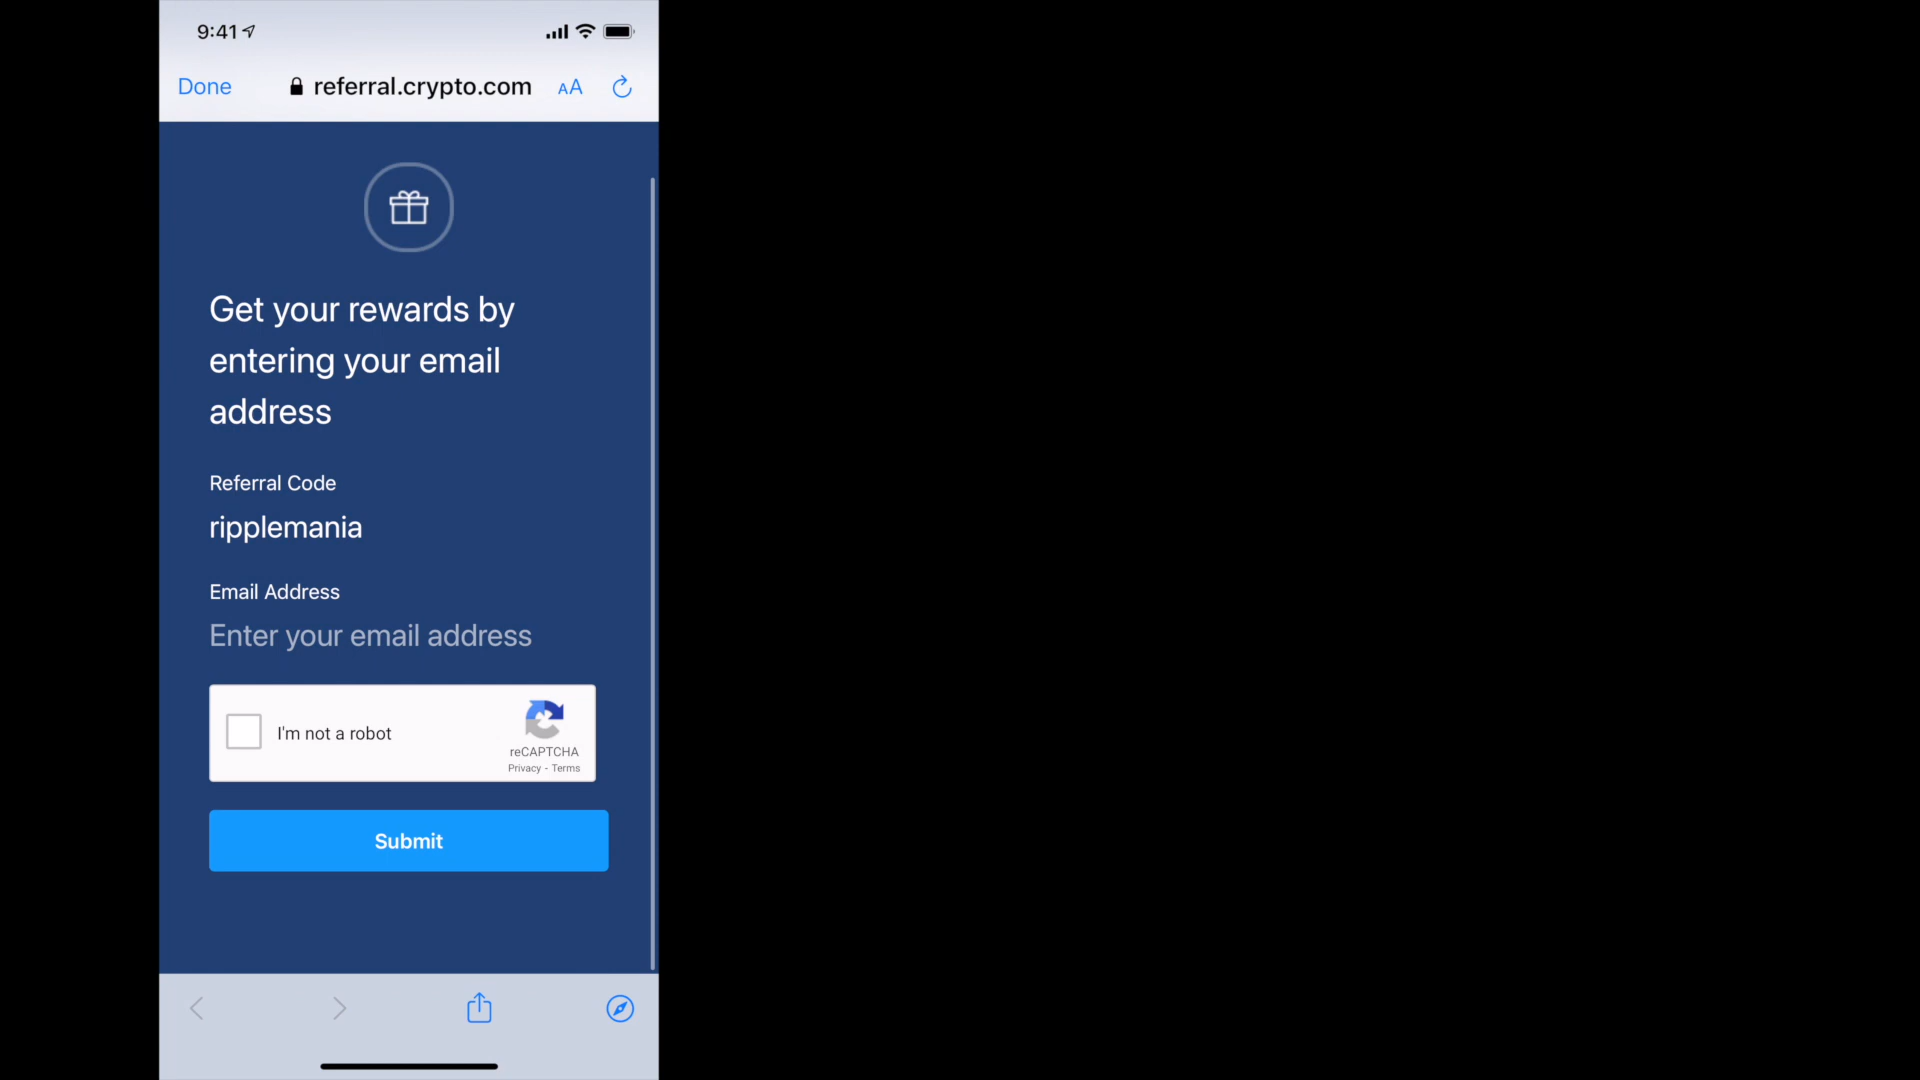 9:41
Done
referral.crypto.com
AA
Get your rewards by
entering your email
address
Referral Code
ripplemania
Email Address
Enter your email address
I'm not a robot
reCAPTCHA
Privacy - Terms
Submit